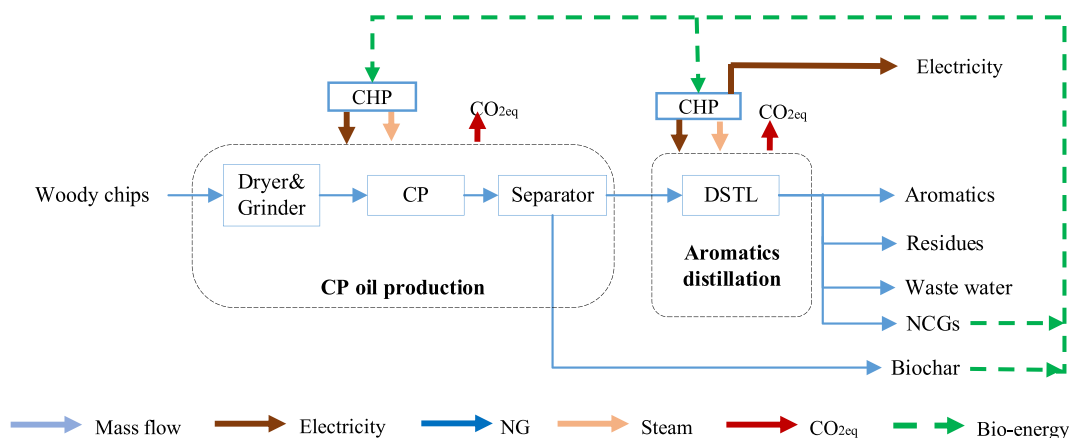 Electricity
CHP
CO2eq
CHP
CO2eq
Woody chips
Dryer&
Grinder
CP
Separator
DSTL
Aromatics
Residues
Aromatics
distillation
CP oil production
Waste water
NCGs
Biochar
Mass flow
Electricity
NG
Steam
CO2eq
Bio-energy